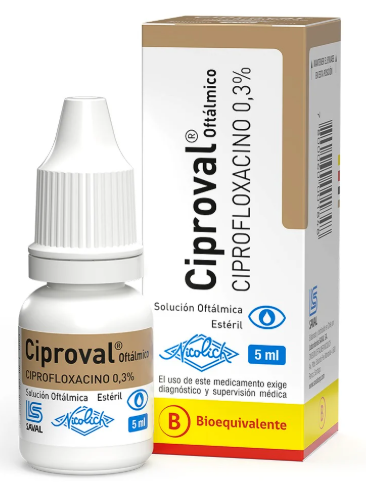 Ciproval® Oftálmico
CIPROFLOXACINO 0,3%
Solución Oftálmica
Estéril
Nicolich
5 ml
El uso de este medicamento exige
diagnóstico y supervisión médica
B Bioequivalente
SAVAL
Ciproval® Oftálmico
CIPROFLOXACINO 0,3%
Solución Oftálmica Estéril
SAVAL
Nicolich
5 ml